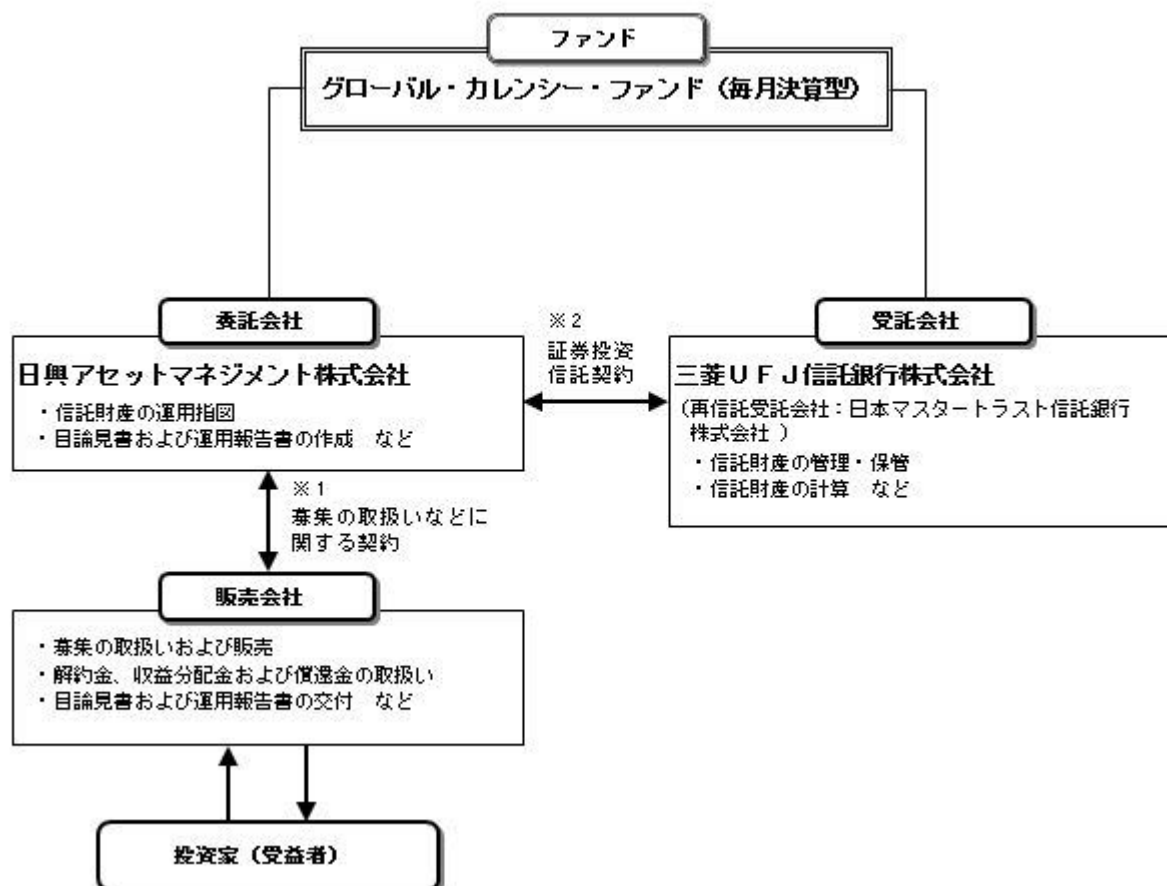 ファンド
グローバル・カレンシー・ファンド（毎月決算型）
委託会社
日興アセットマネジメント株式会社
・信託財産の運用指図
・目論見書および運用報告書の作成　など
※２
証券投資
信託契約
受託会社
三菱ＵＦＪ信託銀行株式会社
（再信託受託会社：日本マスタートラスト信託銀行
株式会社 ）
・信託財産の管理・保管
・信託財産の計算　など
※１
募集の取扱いなどに
関する契約
販売会社
・募集の取扱いおよび販売
・解約金、収益分配金および償還金の取扱い
・目論見書および運用報告書の交付　など
投資家（受益者）